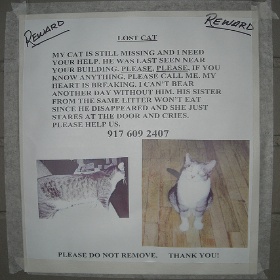 REWARD
REWARD
LOST CAT
MY CAT IS STILL MISSING AND I NEED
YOUR HELP. HE WAS LAST SEEN NEAR
YOUR BUILDING. PLEASE, PLEASE, IF YOU
KNOW ANYTHING, PLEASE CALL ME. MY
HEART IS BREAKING. I CAN'T BEAR
ANOTHER DAY WITHOUT HIM. HIS SISTER
FROM THE SAME LITTER WON'T EAT
SINCE HE DISAPPEARED AND SHE JUST
STARES AT THE DOOR AND CRIES.
PLEASE HELP US.
917 609 2407
PLEASE DO NOT REMOVE. THANK YOU!